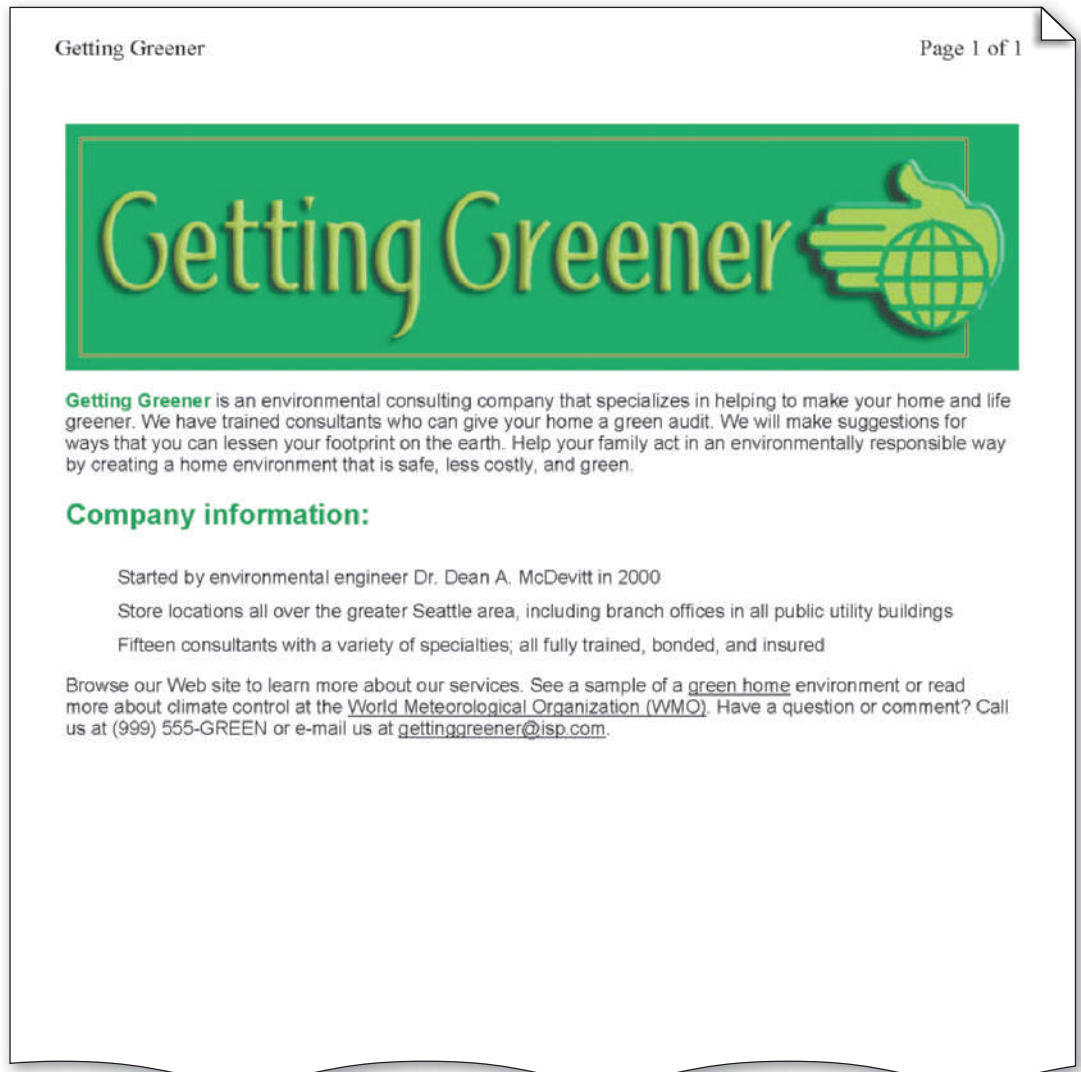 Getting Greener
Page 1 of 1
Getting Greener
Getting Greener is an environmental consulting company that specializes in helping to make your home and life
greener. We have trained consultants who can give your home a green audit. We will make suggestions for
ways that you can lessen your footprint on the earth. Help your family act in an environmentally responsible way
by creating a home environment that is safe, less costly, and green.
Company information:
Started by environmental engineer Dr. Dean A. McDevitt in 2000
Store locations all over the greater Seattle area, including branch offices in all public utility buildings
Fifteen consultants with a variety of specialties; all fully trained, bonded, and insured
Browse our Web site to learn more about our services. See a sample of a green home environment or read
more about climate control at the World Meteorological Organization (WMO). Have a question or comment? Call
us at (999) 555-GREEN or e-mail us at gettinggreener@isp.com.